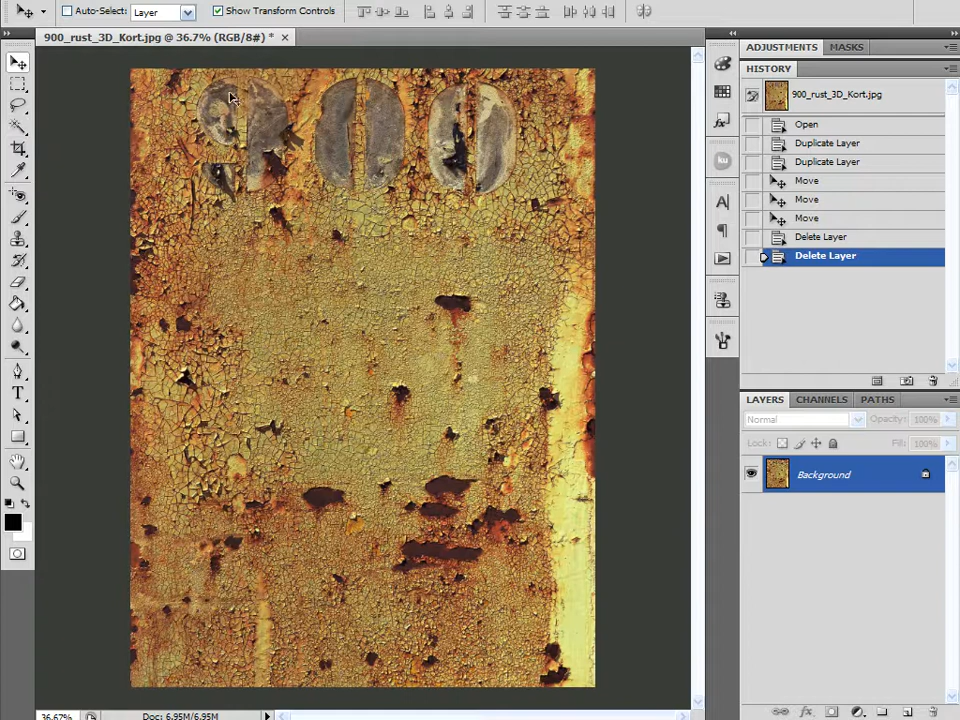 Auto-Select: Layer Show Transform Controls
900_rust_3D_Kort.jpg @ 36.7% (RGB/8#) * ×
900
ADJUSTMENTS MASKS
HISTORY
900_rust_3D_Kort.jpg
Open
Duplicate Layer
Duplicate Layer
Move
Move
Move
Delete Layer
Delete Layer
LAYERS CHANNELS PATHS
Normal Opacity: 100%
Lock: Fill: 100%
Background
36.67% Doc: 6.95M/6.95M